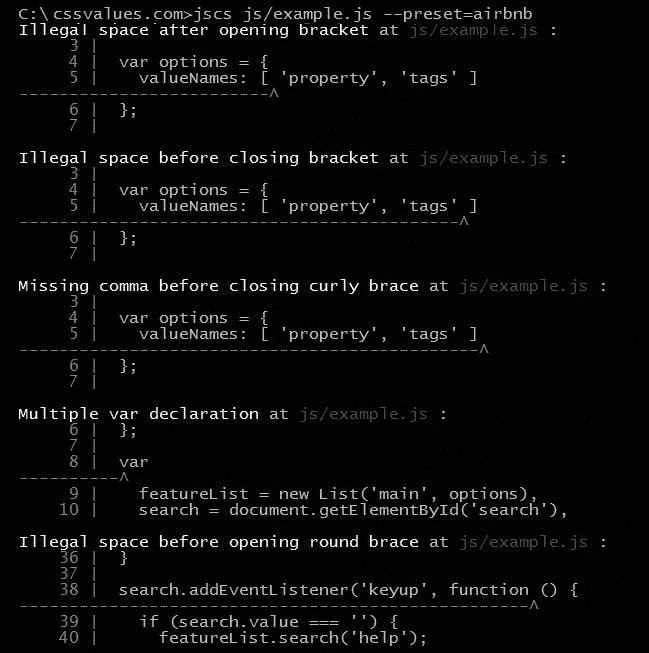 C:\cssvalues.com>jscs js/example.js --preset=airbnb
Illegal space after opening bracket at js/example.js :
     3 |
     4 |  var options = {
     5 |    valueNames: [ 'property', 'tags' ]
-------------------------^
     6 |  };
     7 |

Illegal space before closing bracket at js/example.js :
     3 |
     4 |  var options = {
     5 |    valueNames: [ 'property', 'tags' ]
--------------------------------------------^
     6 |  };
     7 |

Missing comma before closing curly brace at js/example.js :
     3 |
     4 |  var options = {
     5 |    valueNames: [ 'property', 'tags' ]
----------------------------------------------^
     6 |  };
     7 |

Multiple var declaration at js/example.js :
     6 |  };
     7 |
     8 |  var
----------^
     9 |    featureList = new List('main', options),
    10 |    search = document.getElementById('search'),

Illegal space before opening round brace at js/example.js :
    36 |  }
    37 |
    38 |  search.addEventListener('keyup', function () {
---------------------------------------------------^
    39 |    if (search.value === '') {
    40 |      featureList.search('help');